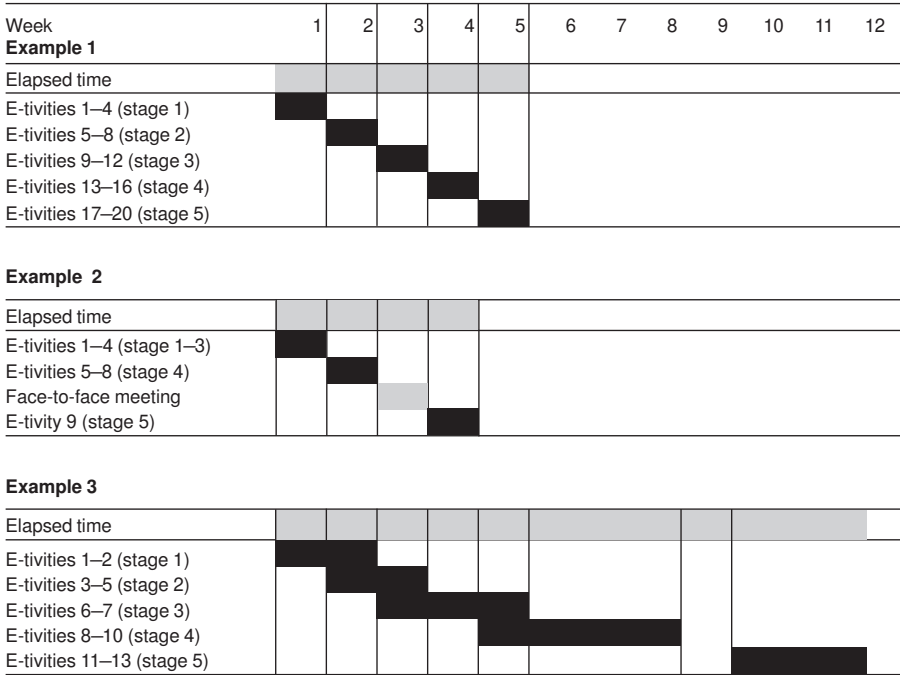 Week 1 2 3 4 5 6 7 8 9 10 11 12
Example 1
Elapsed time
E-tivities 1–4 (stage 1)
E-tivities 5–8 (stage 2)
E-tivities 9–12 (stage 3)
E-tivities 13–16 (stage 4)
E-tivities 17–20 (stage 5)
Example 2
Elapsed time
E-tivities 1–4 (stage 1–3)
E-tivities 5–8 (stage 4)
Face-to-face meeting
E-tivity 9 (stage 5)
Example 3
Elapsed time
E-tivities 1–2 (stage 1)
E-tivities 3–5 (stage 2)
E-tivities 6–7 (stage 3)
E-tivities 8–10 (stage 4)
E-tivities 11–13 (stage 5)